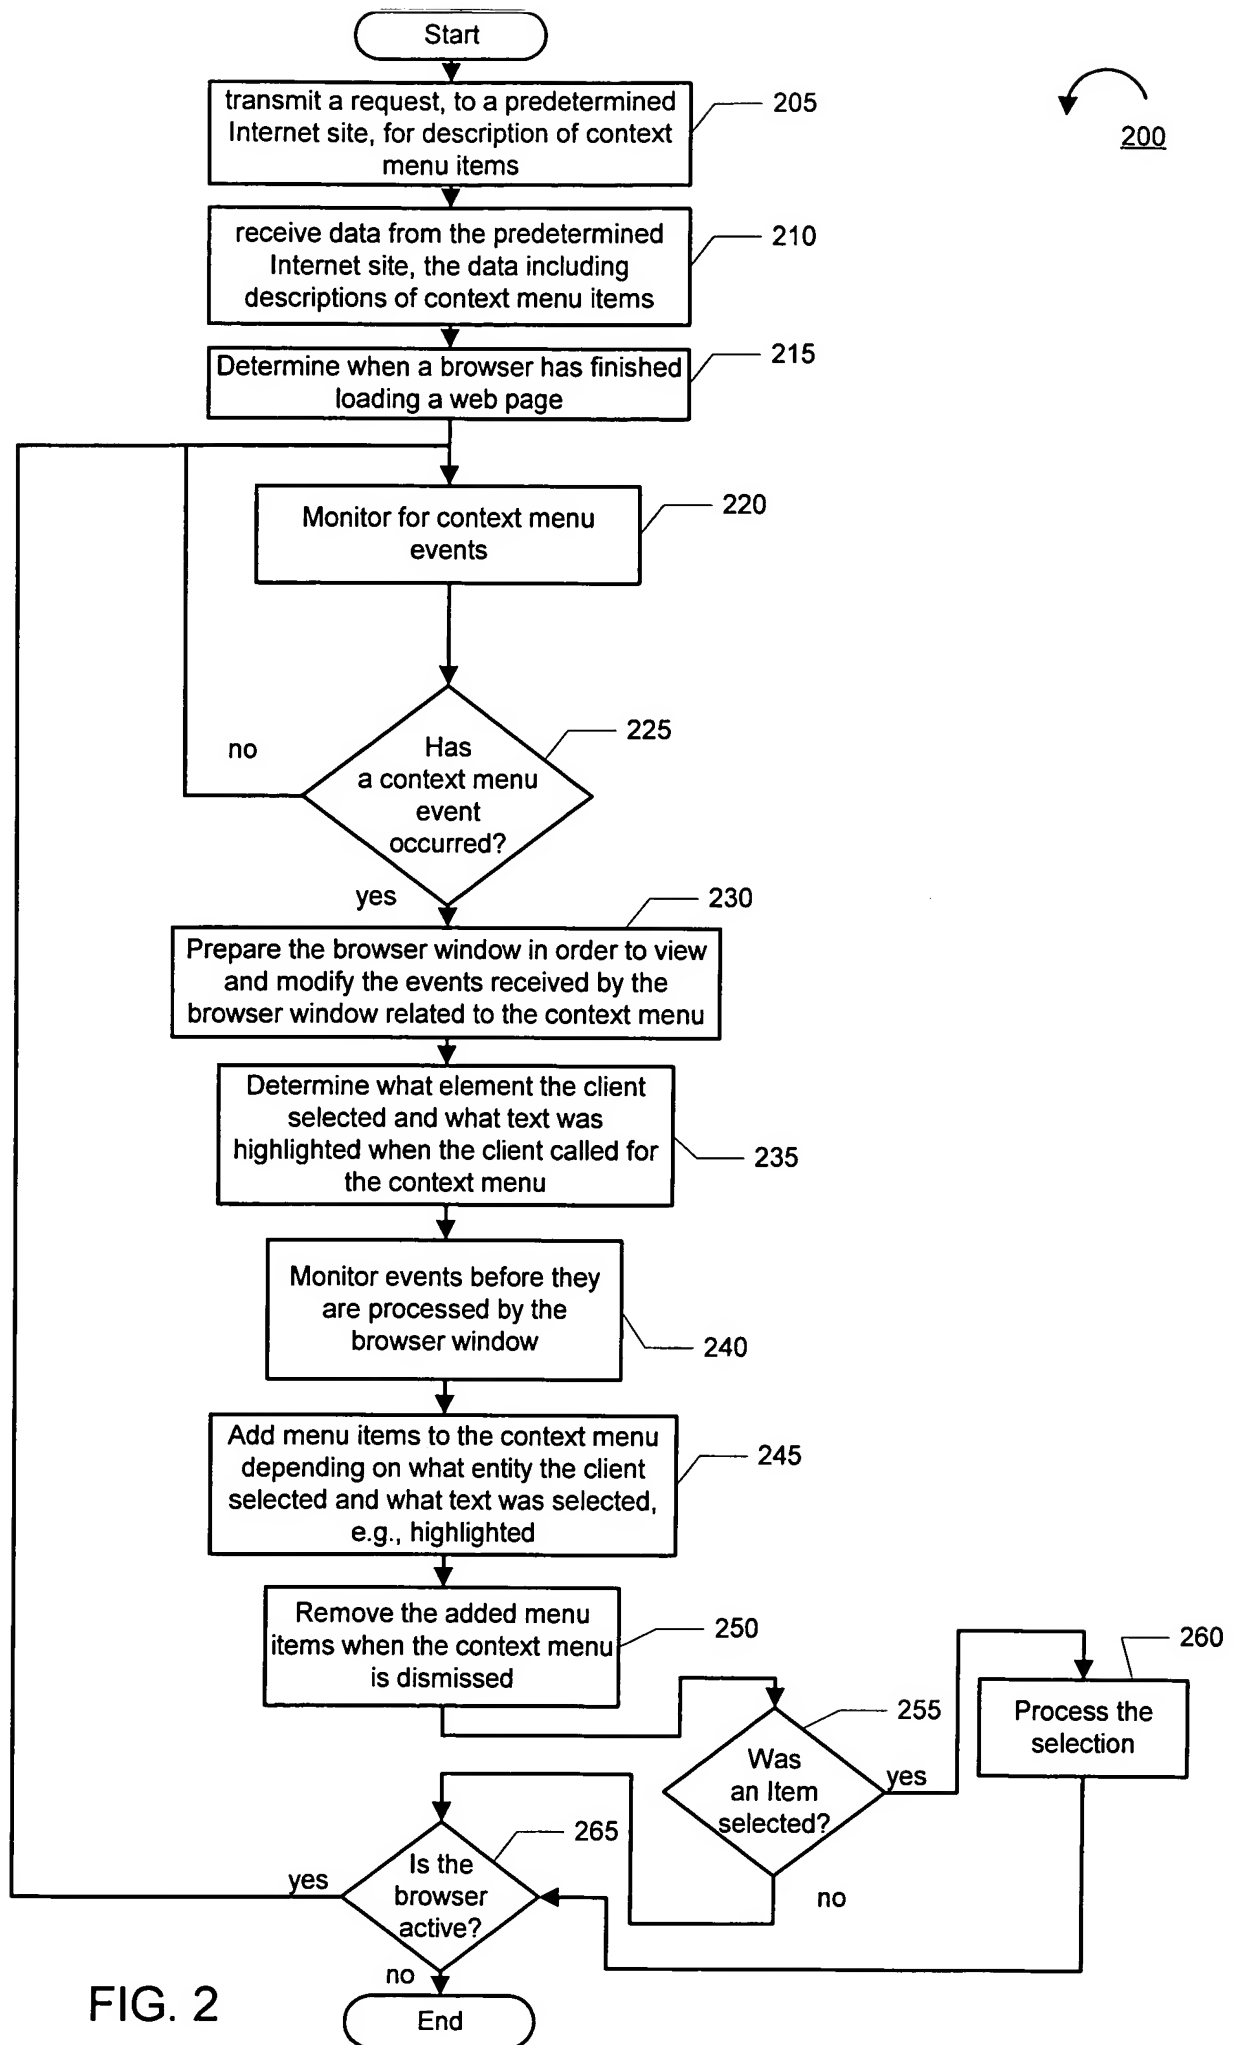 Start
transmit a request, to a predetermined
Internet site, for description of context
menu items
205
200
receive data from the predetermined
Internet site, the data including
descriptions of context menu items
210
Determine when a browser has finished
loading a web page
215
Monitor for context menu
events
220
Has
a context menu
event
occurred?
225
no
yes
Prepare the browser window in order to view
and modify the events received by the
browser window related to the context menu
230
Determine what element the client
selected and what text was
highlighted when the client called for
the context menu
235
Monitor events before they
are processed by the
browser window
240
Add menu items to the context menu
depending on what entity the client
selected and what text was selected,
e.g., highlighted
245
Remove the added menu
items when the context menu
is dismissed
250
Was
an Item
selected?
255
yes
no
Process the
selection
260
Is the
browser
active?
265
yes
no
End
FIG. 2